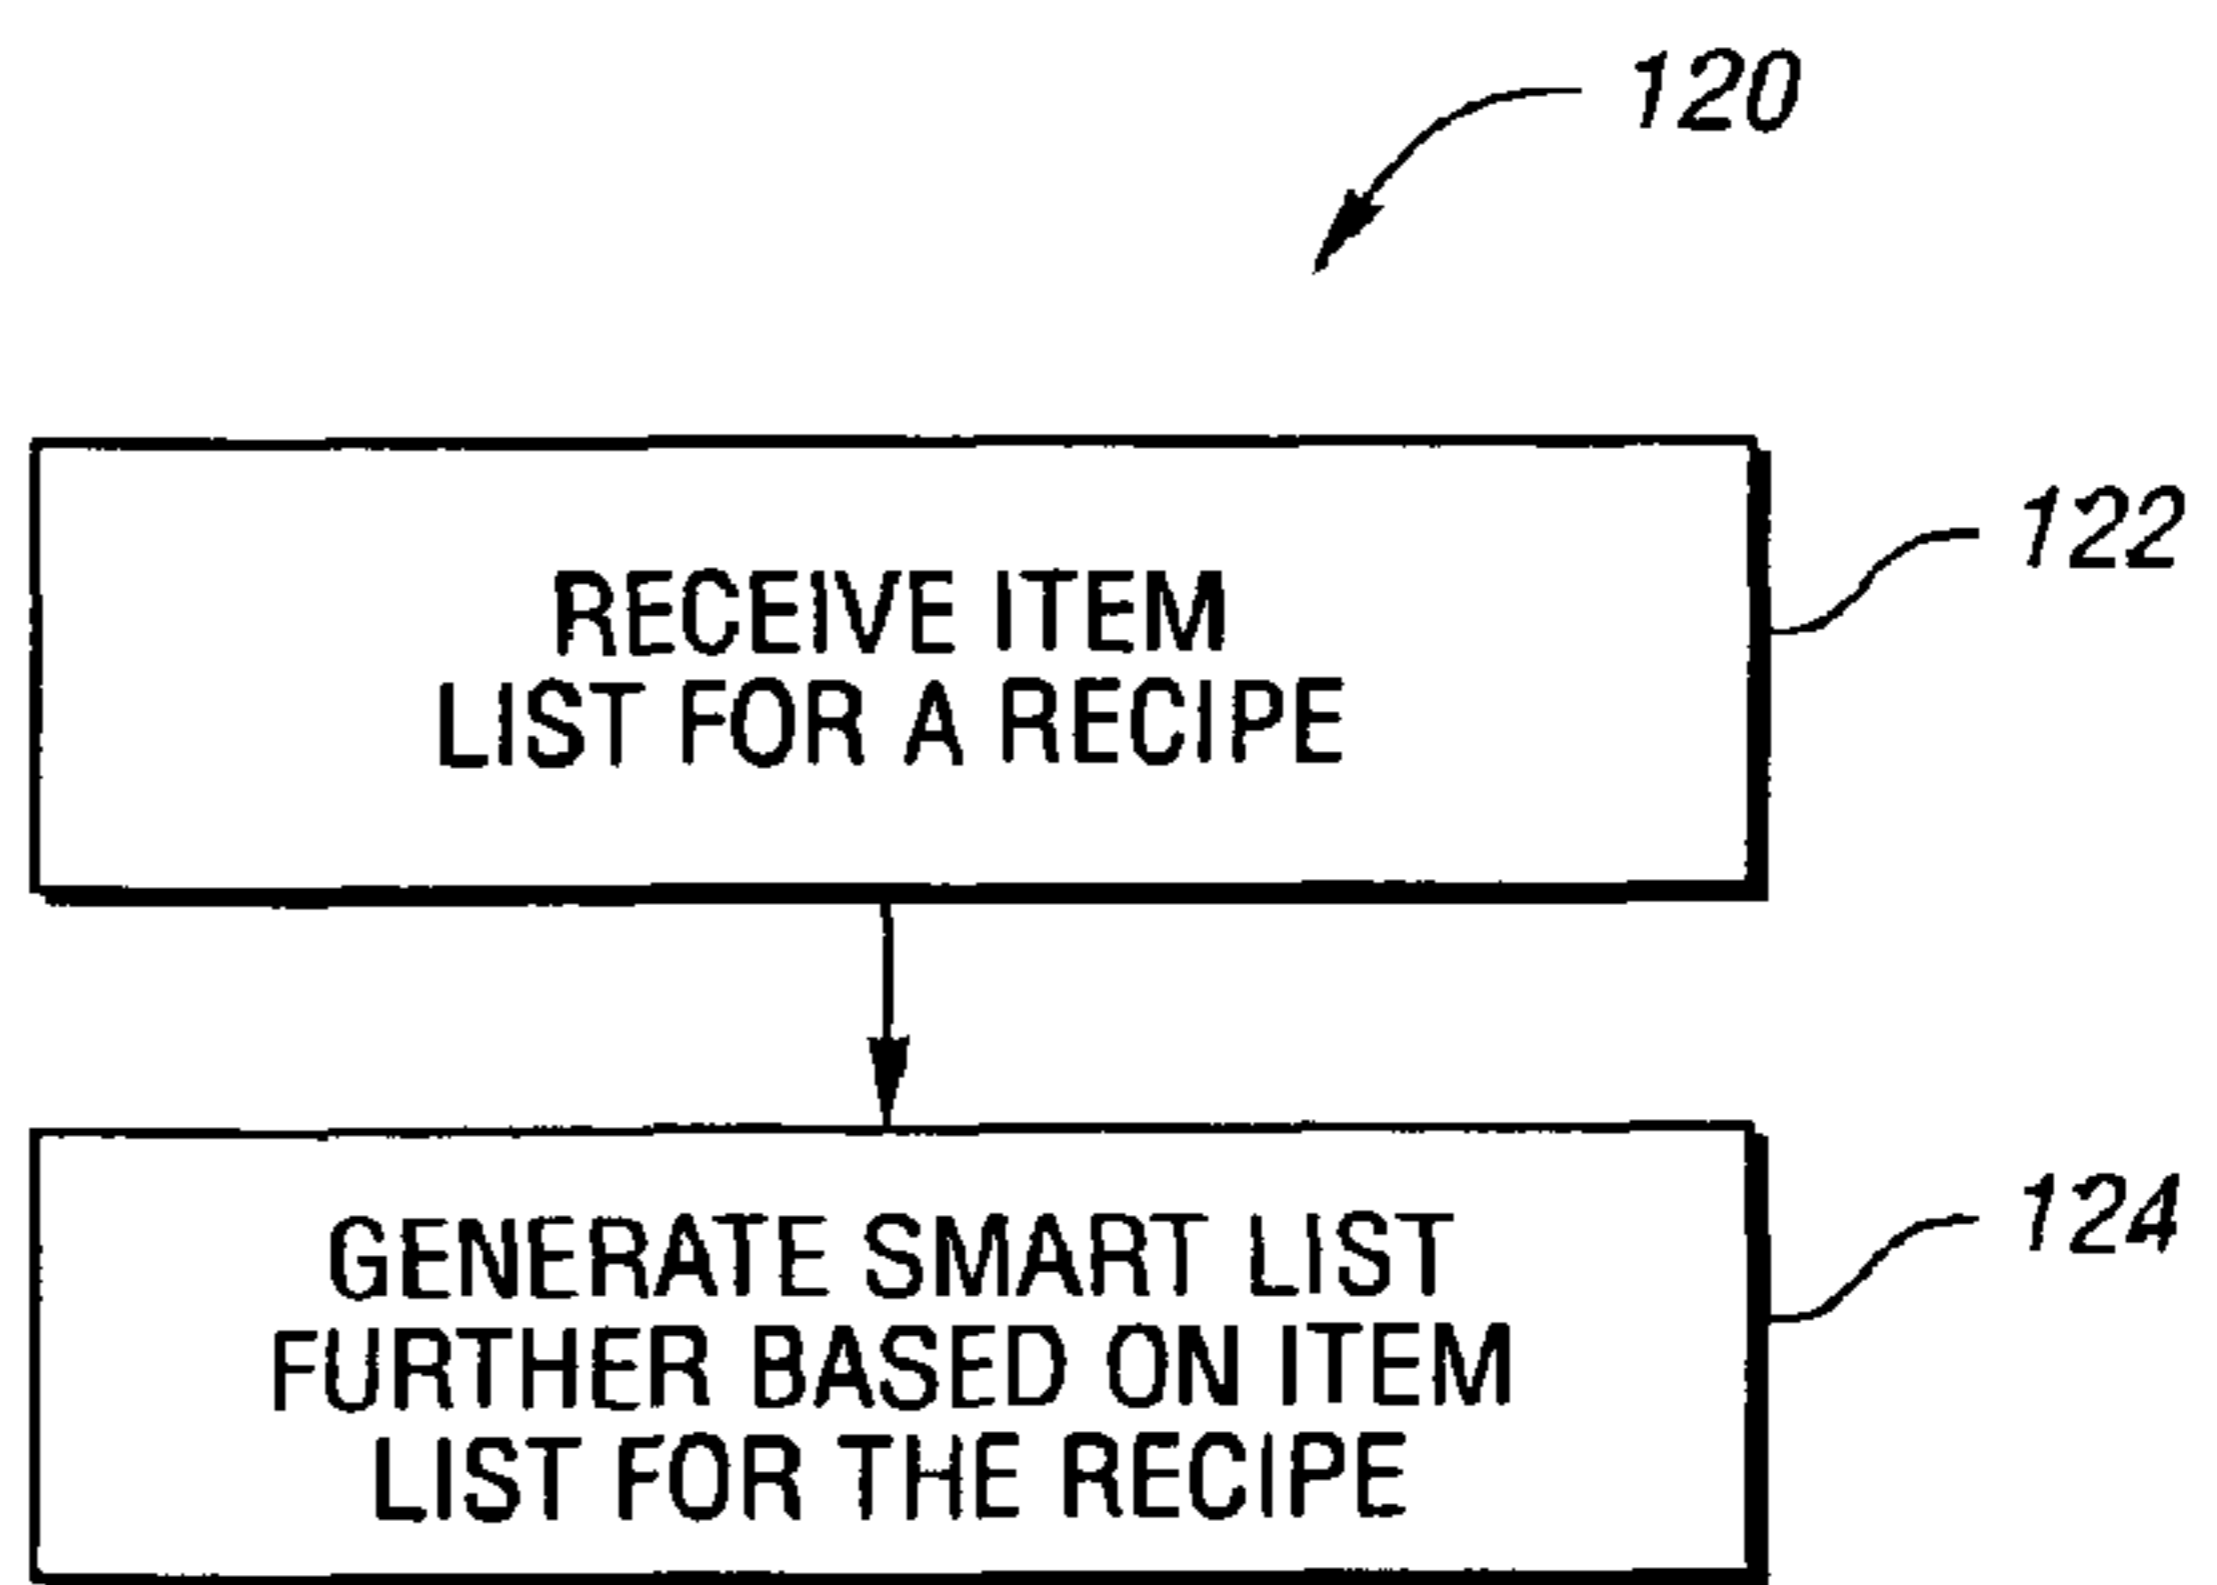 120
RECEIVE ITEM
LIST FOR A RECIPE
122
GENERATE SMART LIST
FURTHER BASED ON ITEM
LIST FOR THE RECIPE
124